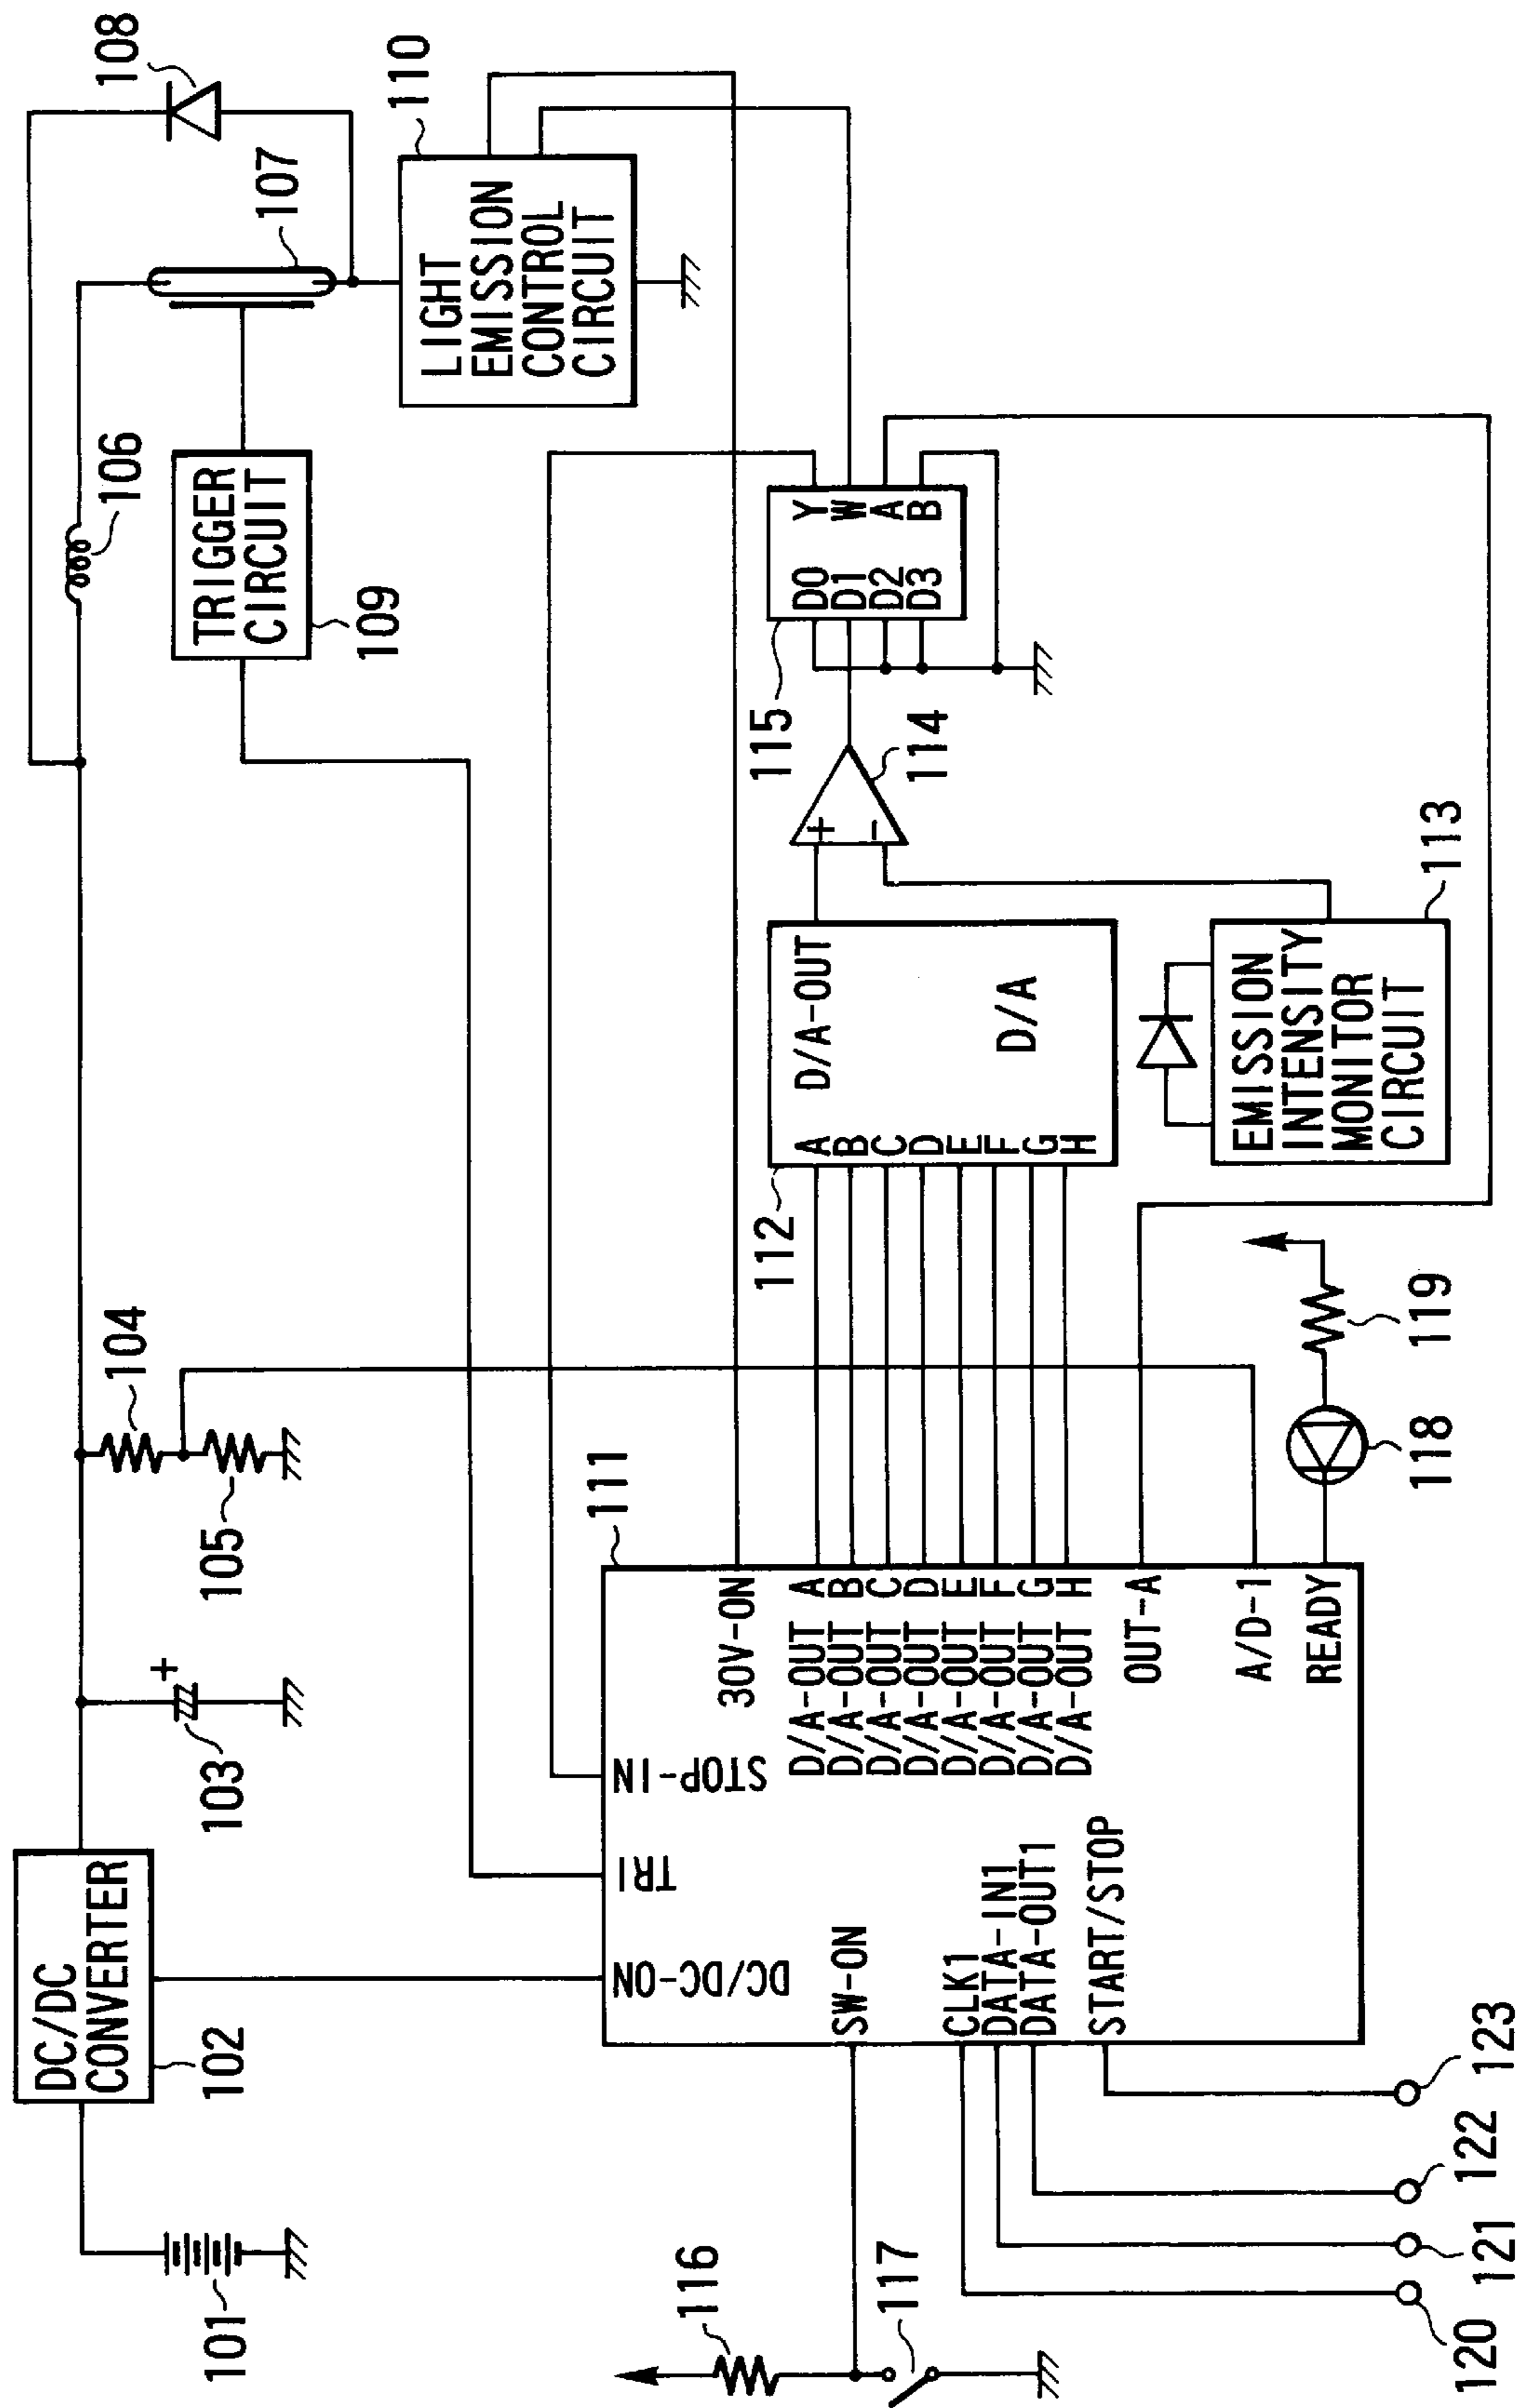 108
110
107
LIGHT
EMISSION
CONTROL
CIRCUIT
106
TRIGGER
CIRCUIT
109
Y
W
A
B
D0
D1
D2
D3
115
114
+
-
113
D/A-OUT
D/A
A
B
C
D
E
F
G
H
112
EMISSION
INTENSITY
MONITOR
CIRCUIT
119
118
104
105
111
+
103
30V-ON
STOP-IN
TRI
DC/DC-ON
D/A-OUT A
D/A-OUT B
D/A-OUT C
D/A-OUT D
D/A-OUT E
D/A-OUT F
D/A-OUT G
D/A-OUT H
OUT-A
A/D-1
READY
SW-ON
CLK1
DATA-IN1
DATA-OUT1
START/STOP
DC/DC
CONVERTER
102
101
116
117
123
122
121
120